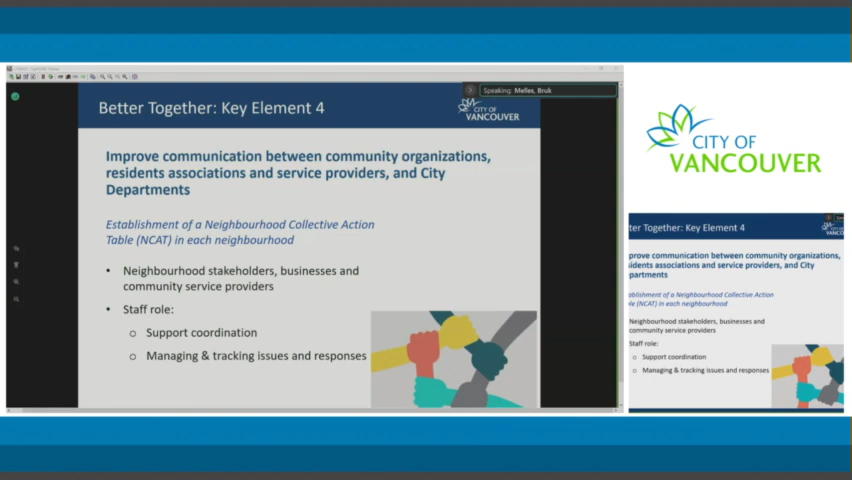 Speaking: Melles, Bruk
Better Together: Key Element 4
CITY OF
VANCOUVER
Improve communication between community organizations,
residents associations and service providers, and City
Departments
Establishment of a Neighbourhood Collective Action
Table (NCAT) in each neighbourhood
• Neighbourhood stakeholders, businesses and
community service providers
• Staff role:
o Support coordination
o Managing & tracking issues and responses
CITY OF
VANCOUVER
ter Together: Key Element 4
VANCOU
prove communication between community organizations,
sidents associations and service providers, and City
partments
ablishment of a Neighbourhood Collective Action
ble (NCAT) in each neighbourhood
Neighbourhood stakeholders, businesses and
community service providers
Staff role:
o Support coordination
o Managing & tracking issues and responses